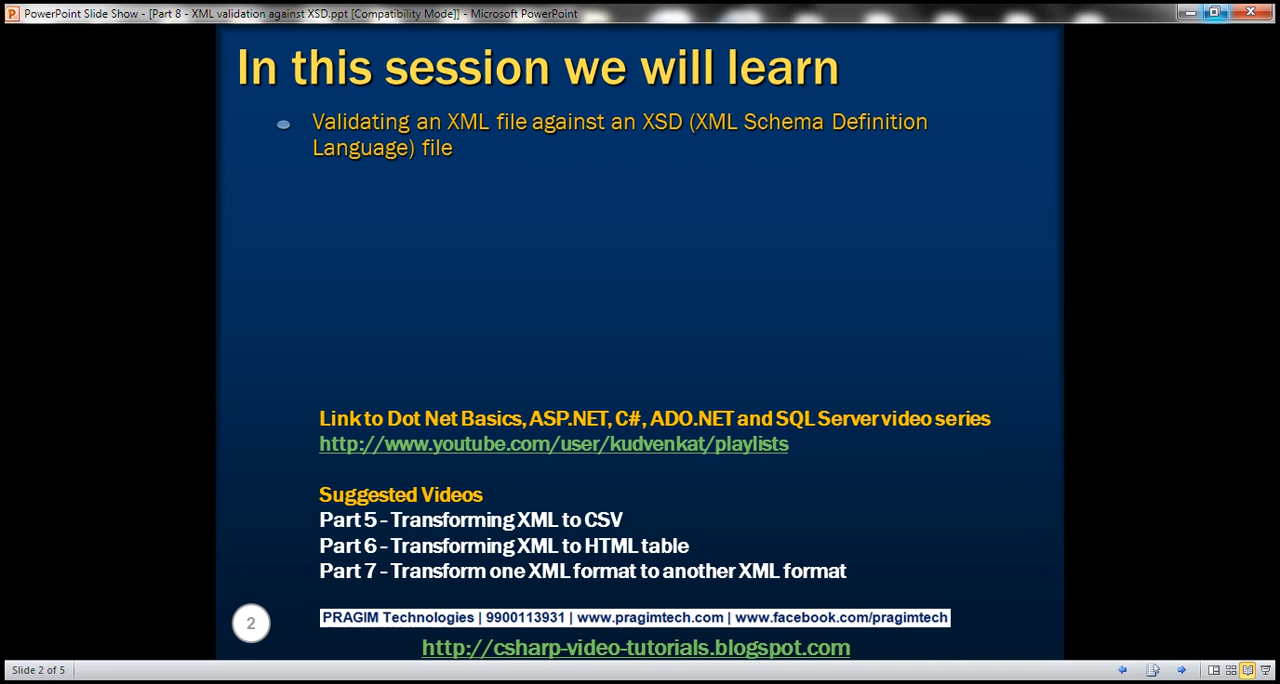 PowerPoint Slide Show - [Part 8 - XML validation against XSD.ppt [Compatibility Mode]] - Microsoft PowerPoint
In this session we will learn
Validating an XML file against an XSD (XML Schema Definition
Language) file
Link to Dot Net Basics, ASP.NET, C#, ADO.NET and SQL Server video series
http://www.youtube.com/user/kudvenkat/playlists
Suggested Videos
Part 5 - Transforming XML to CSV
Part 6 - Transforming XML to HTML table
Part 7 - Transform one XML format to another XML format
2
PRAGIM Technologies | 9900113931 | www.pragimtech.com | www.facebook.com/pragimtech
http://csharp-video-tutorials.blogspot.com
Slide 2 of 5